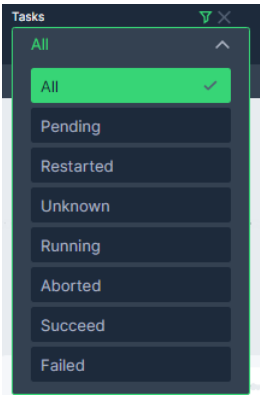 Tasks
All
All
Pending
Restarted
Unknown
Running
Aborted
Succeed
Failed